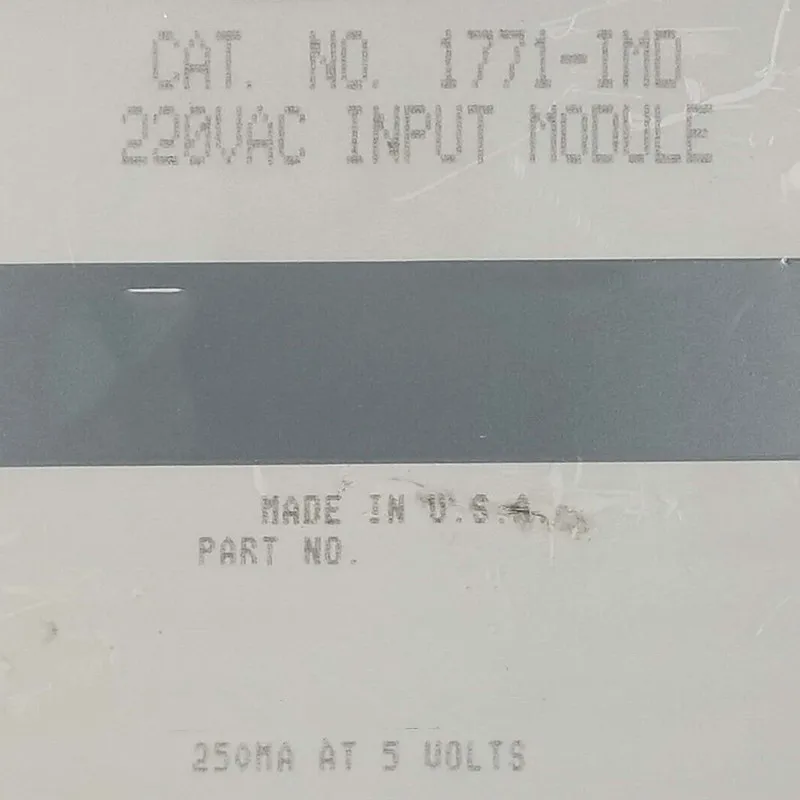 CAT. NO. 1771-IMD
220VAC INPUT MODULE
MADE IN U.S.A.
PART NO.
250MA AT 5 VOLTS